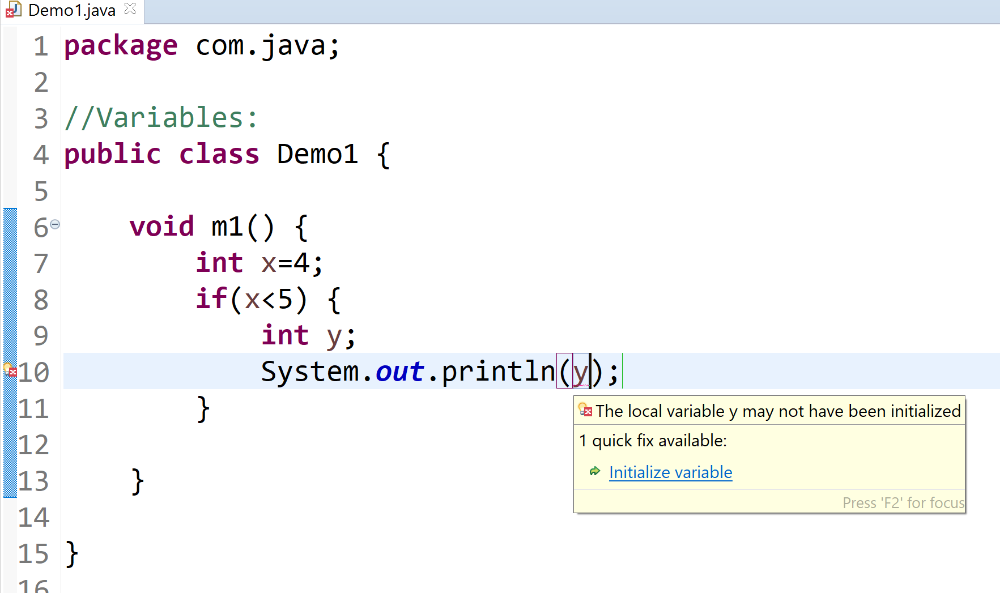 Demo1.java
1 package com.java;
2
3 //Variables:
4 public class Demo1 {
5
6 void m1() {
7 int x=4;
8 if(x<5) {
9 int y;
10 System.out.println(y);
11 }
12
13 }
14
15 }
16
The local variable y may not have been initialized
1 quick fix available:
Initialize variable
Press 'F2' for focus